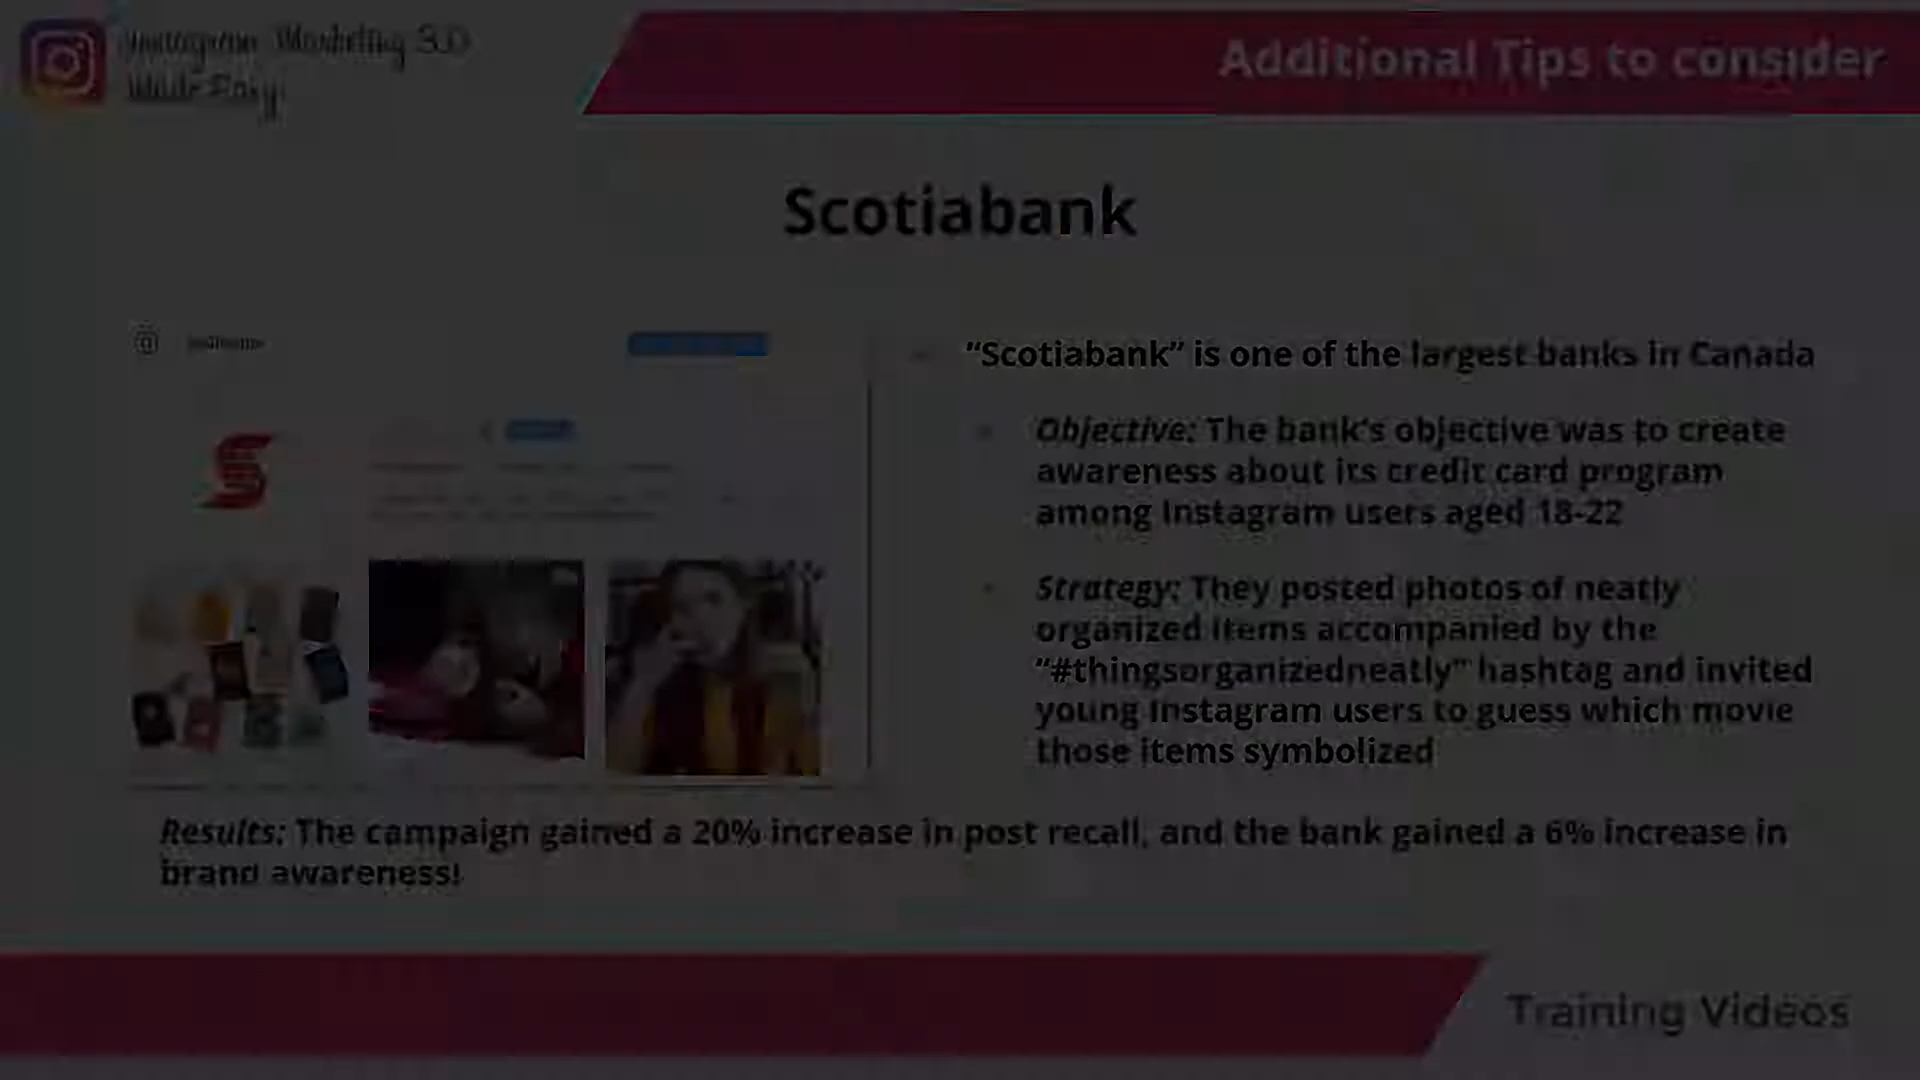 Instagram Marketing 3.0
Made Easy
Additional Tips to consider
Scotiabank
“Scotiabank” is one of the largest banks in Canada
Objective: The bank’s objective was to create
awareness about its credit card program
among Instagram users aged 18-22
Strategy: They posted photos of neatly
organized items accompanied by the
“#thingsorganizedneatly” hashtag and invited
young Instagram users to guess which movie
those items symbolized
Results: The campaign gained a 20% increase in post recall, and the bank gained a 6% increase in
brand awareness!
Training Videos